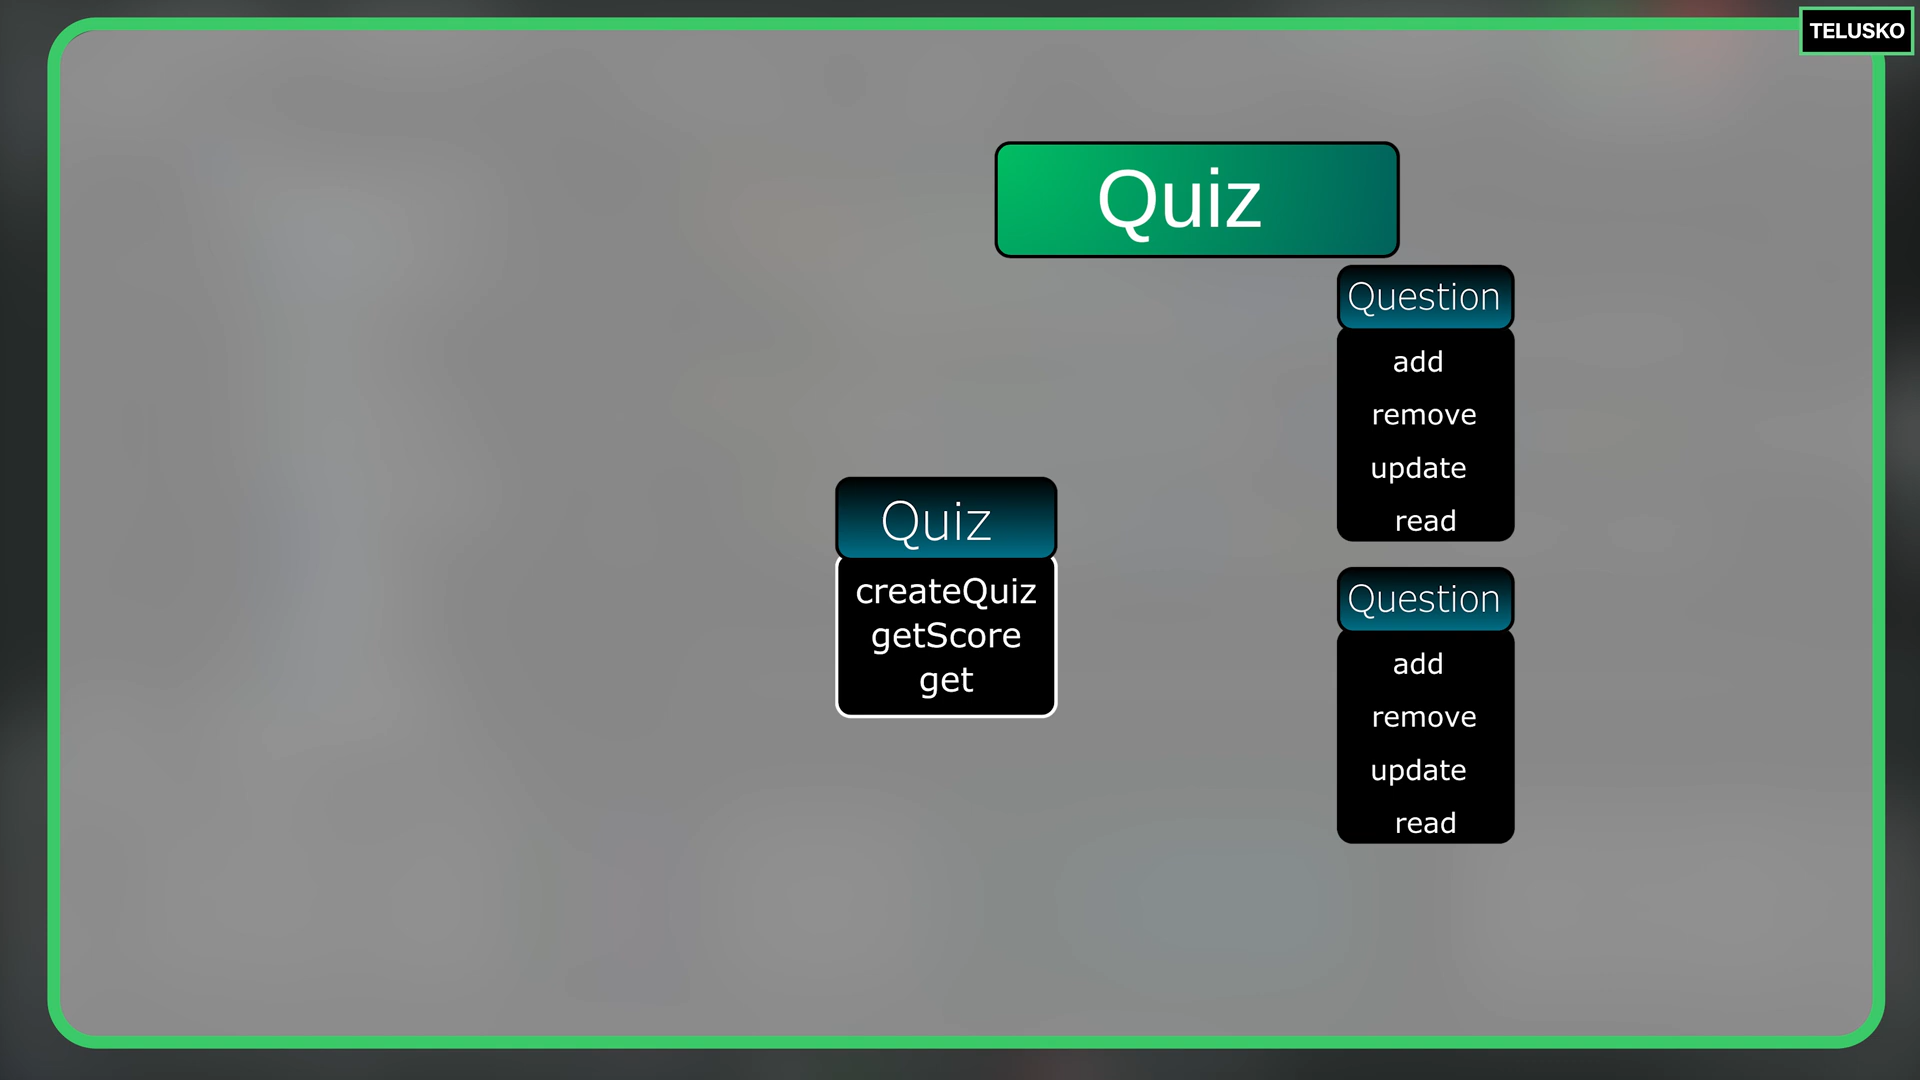 TELUSKO
Quiz
Question
add
remove
update
read
Quiz
createQuiz
getScore
get
Question
add
remove
update
read